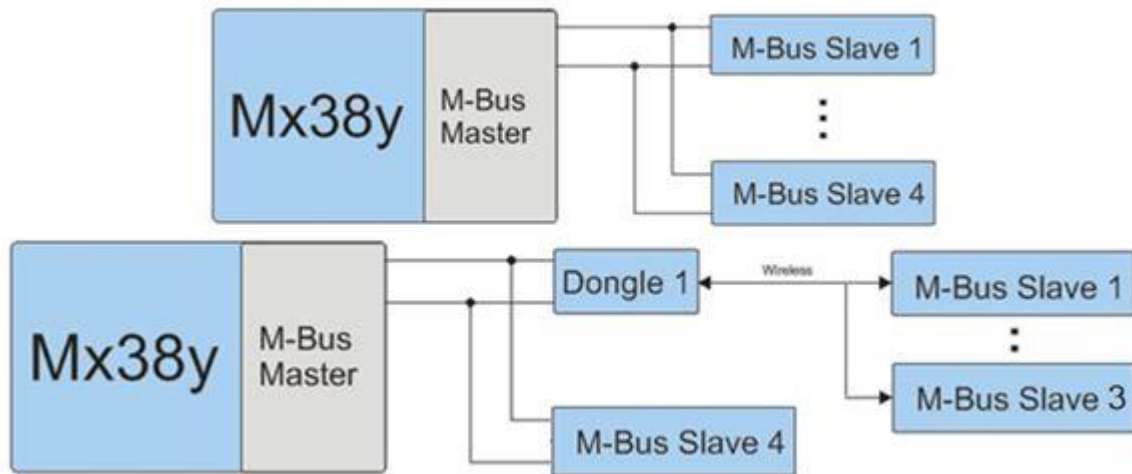 Mx38y
M-Bus
Master
M-Bus Slave 1
M-Bus Slave 4
Mx38y
M-Bus
Master
Dongle 1
Wireless
M-Bus Slave 1
M-Bus Slave 3
M-Bus Slave 4